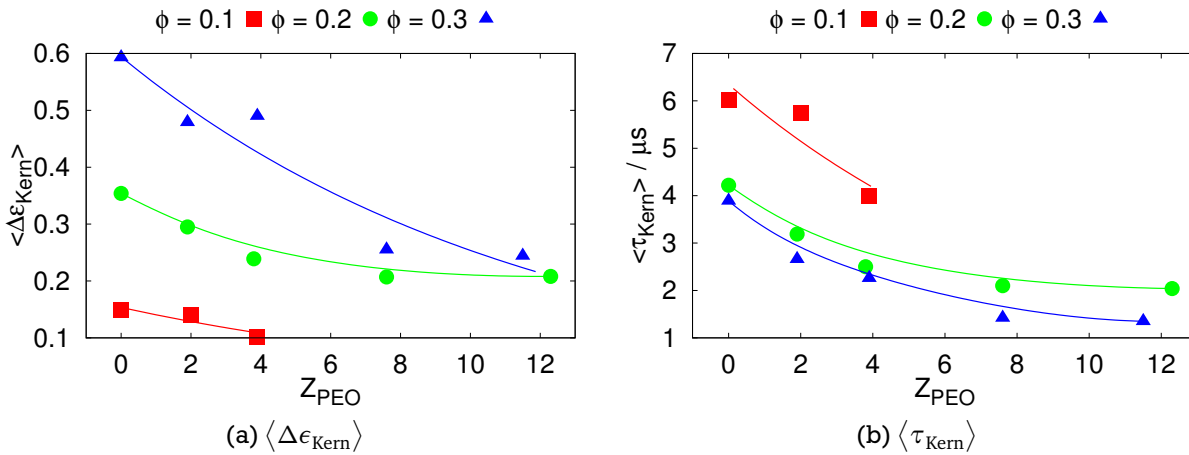 ϕ = 0.1 ϕ = 0.2 ϕ = 0.3
0.6
0.5
0.4
0.3
0.2
0.1
<Δε_Kern>
0 2 4 6 8 10 12
Z_PEO
(a) ⟨Δϵ_Kern⟩
ϕ = 0.1 ϕ = 0.2 ϕ = 0.3
7
6
5
4
3
2
1
<τ_Kern> / μs
0 2 4 6 8 10 12
Z_PEO
(b) ⟨τ_Kern⟩